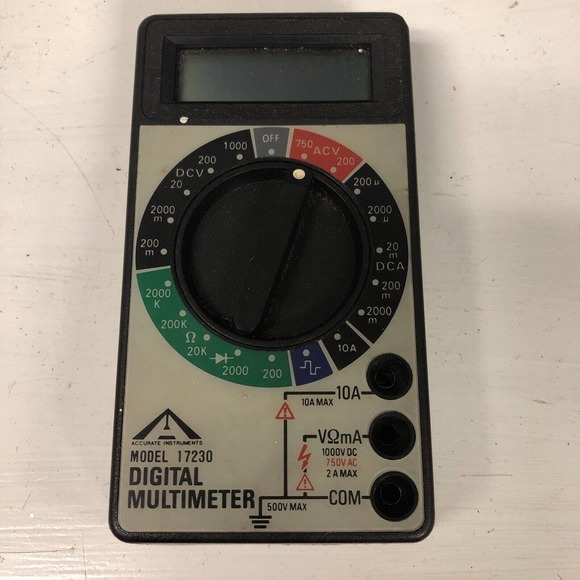 OFF
750
ACV
200
200µ
2000
µ
20
m
DCA
200
m
2000
m
10A
200
2000
20K
Ω
200K
2000
K
200
m
2000
m
20
DCV
200
1000
10A
10A MAX
VΩmA
1000V DC
750V AC
2 A MAX
COM
500V MAX
ACCURATE INSTRUMENTS
MODEL 17230
DIGITAL
MULTIMETER